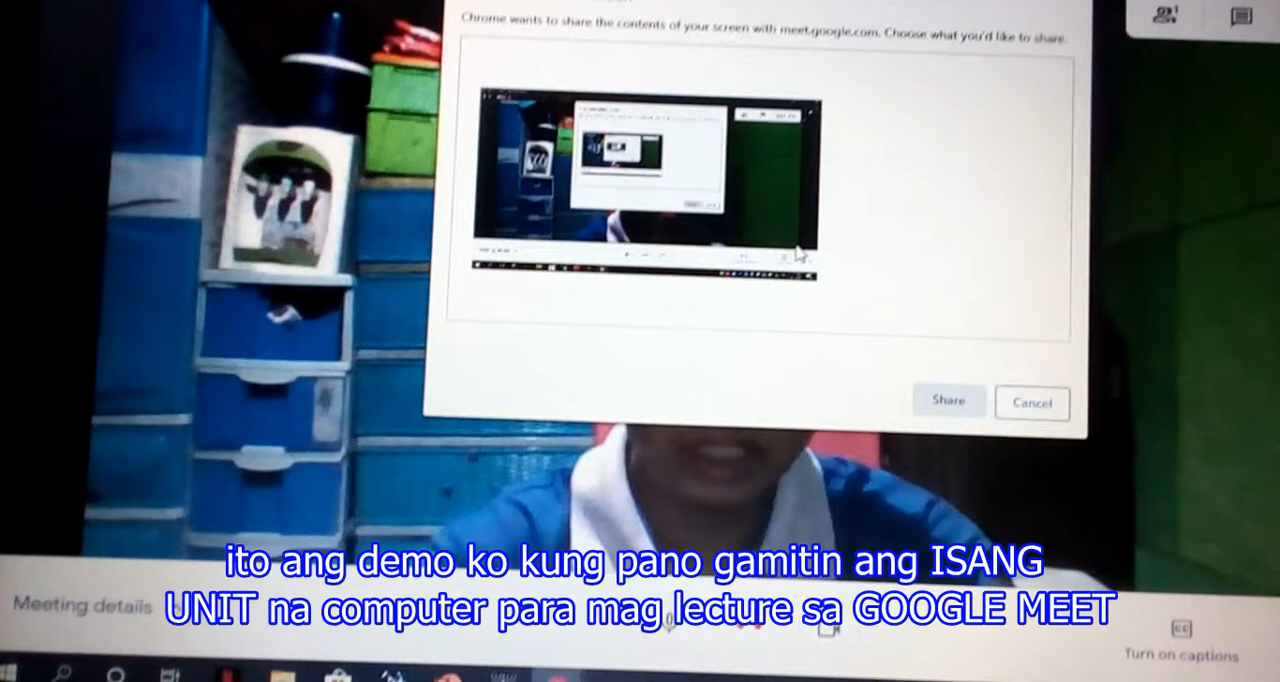 Chrome wants to share the contents of your screen with meet.google.com. Choose what you'd like to share.
Share
Cancel
ito ang demo ko kung pano gamitin ang ISANG
UNIT na computer para mag lecture sa GOOGLE MEET
Meeting details
Turn on captions